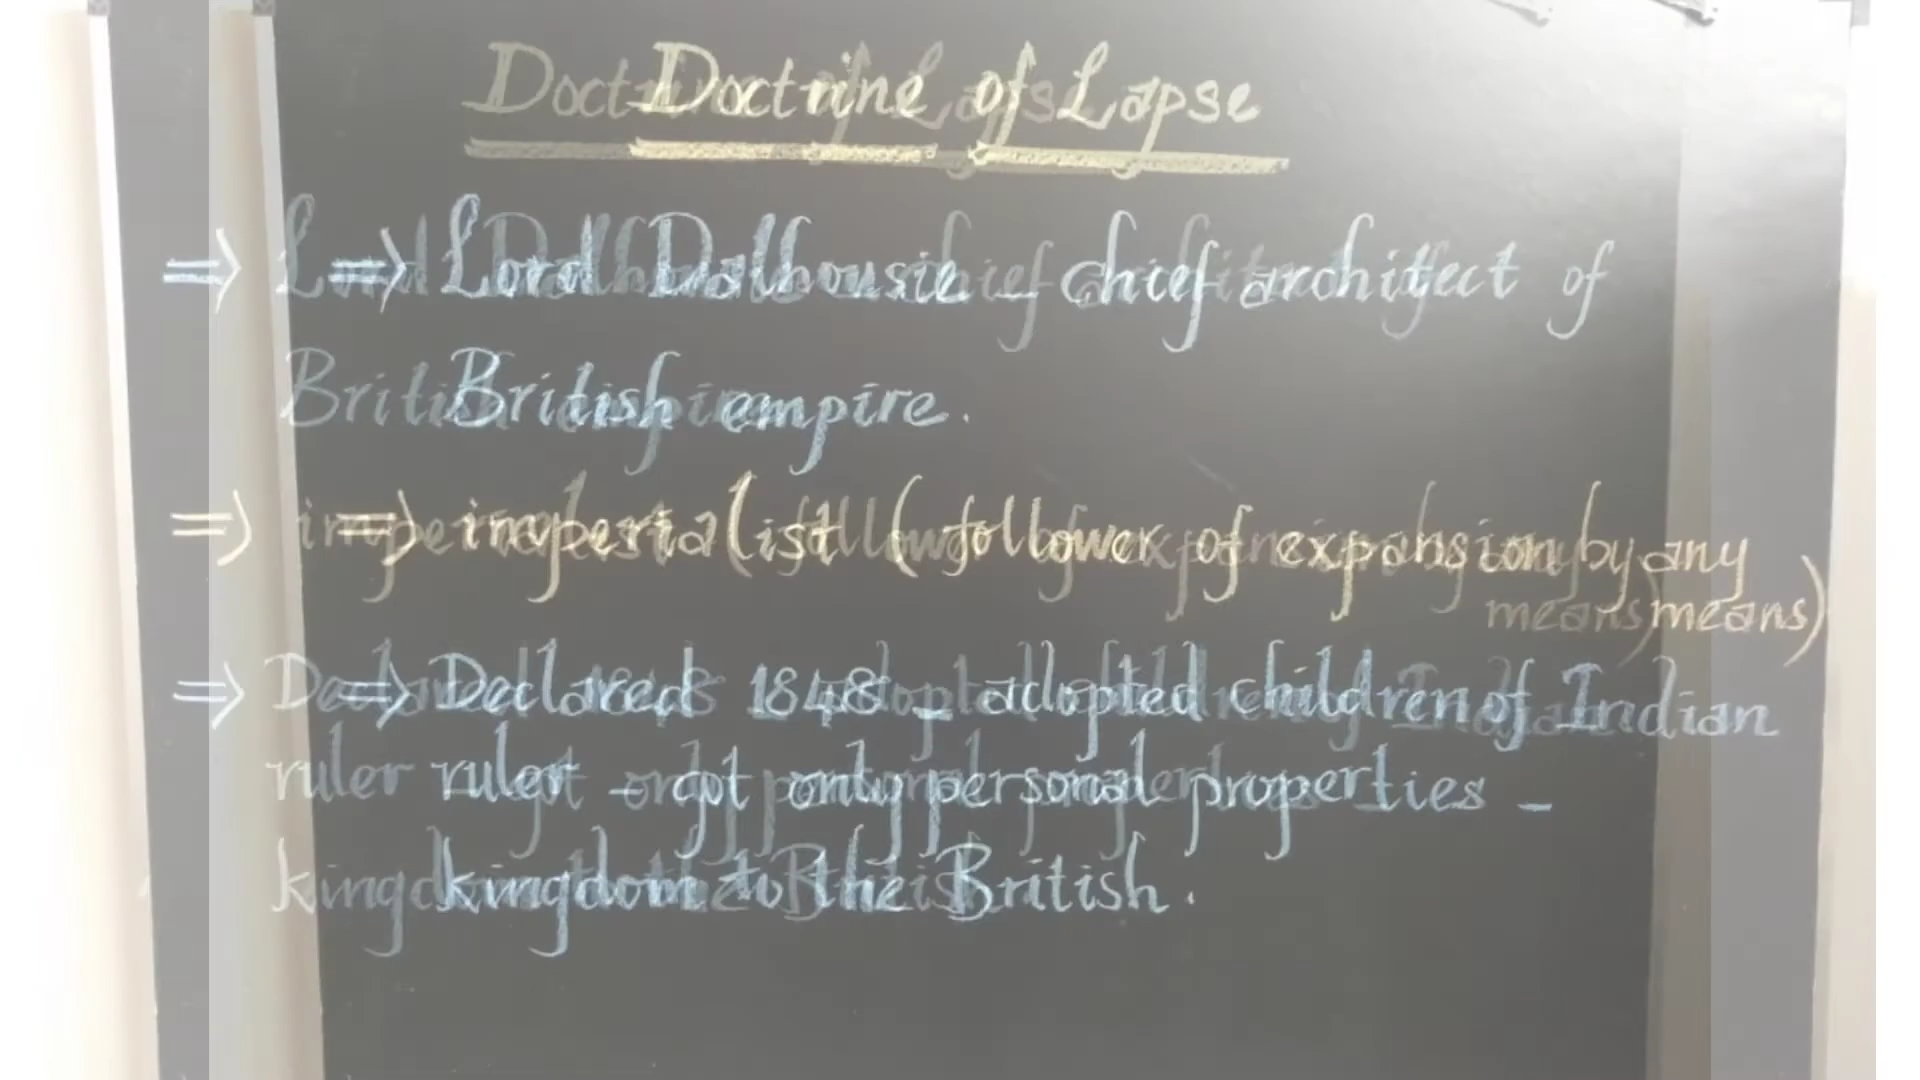 Doctrine of Lapse
⇒ Lord Dalhousie - chief architect of
British empire.
⇒ imperialist (follower of expansion by any
means)
⇒ Declared 1848 - adopted children of Indian
ruler - got only personal properties -
kingdom to the British.